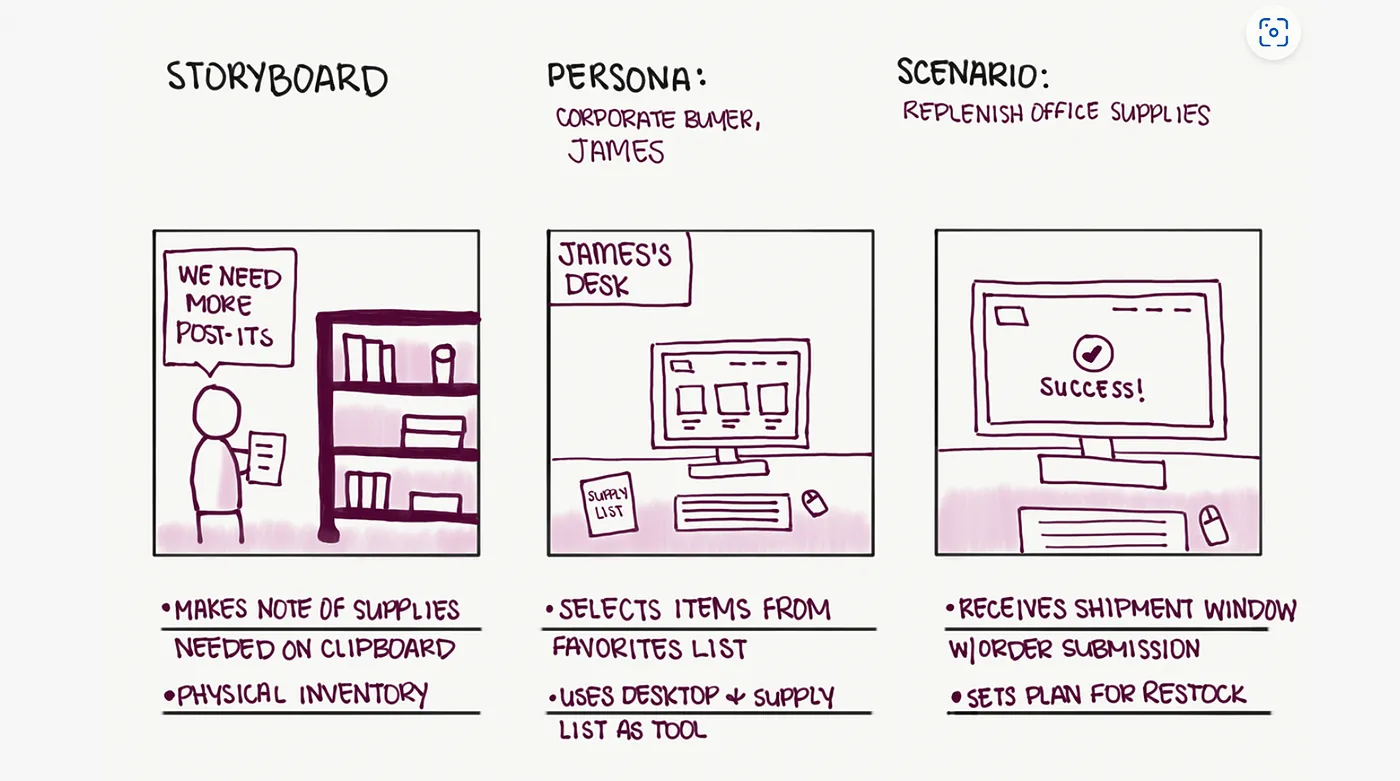 STORYBOARD
PERSONA:
CORPORATE BUYER,
JAMES
SCENARIO:
REPLENISH OFFICE SUPPLIES
WE NEED
MORE
POST-ITS
•MAKES NOTE OF SUPPLIES
NEEDED ON CLIPBOARD
•PHYSICAL INVENTORY
JAMES'S
DESK
SUPPLY
LIST
•SELECTS ITEMS FROM
FAVORITES LIST
•USES DESKTOP & SUPPLY
LIST AS TOOL
SUCCESS!
•RECEIVES SHIPMENT WINDOW
W/ORDER SUBMISSION
•SETS PLAN FOR RESTOCK